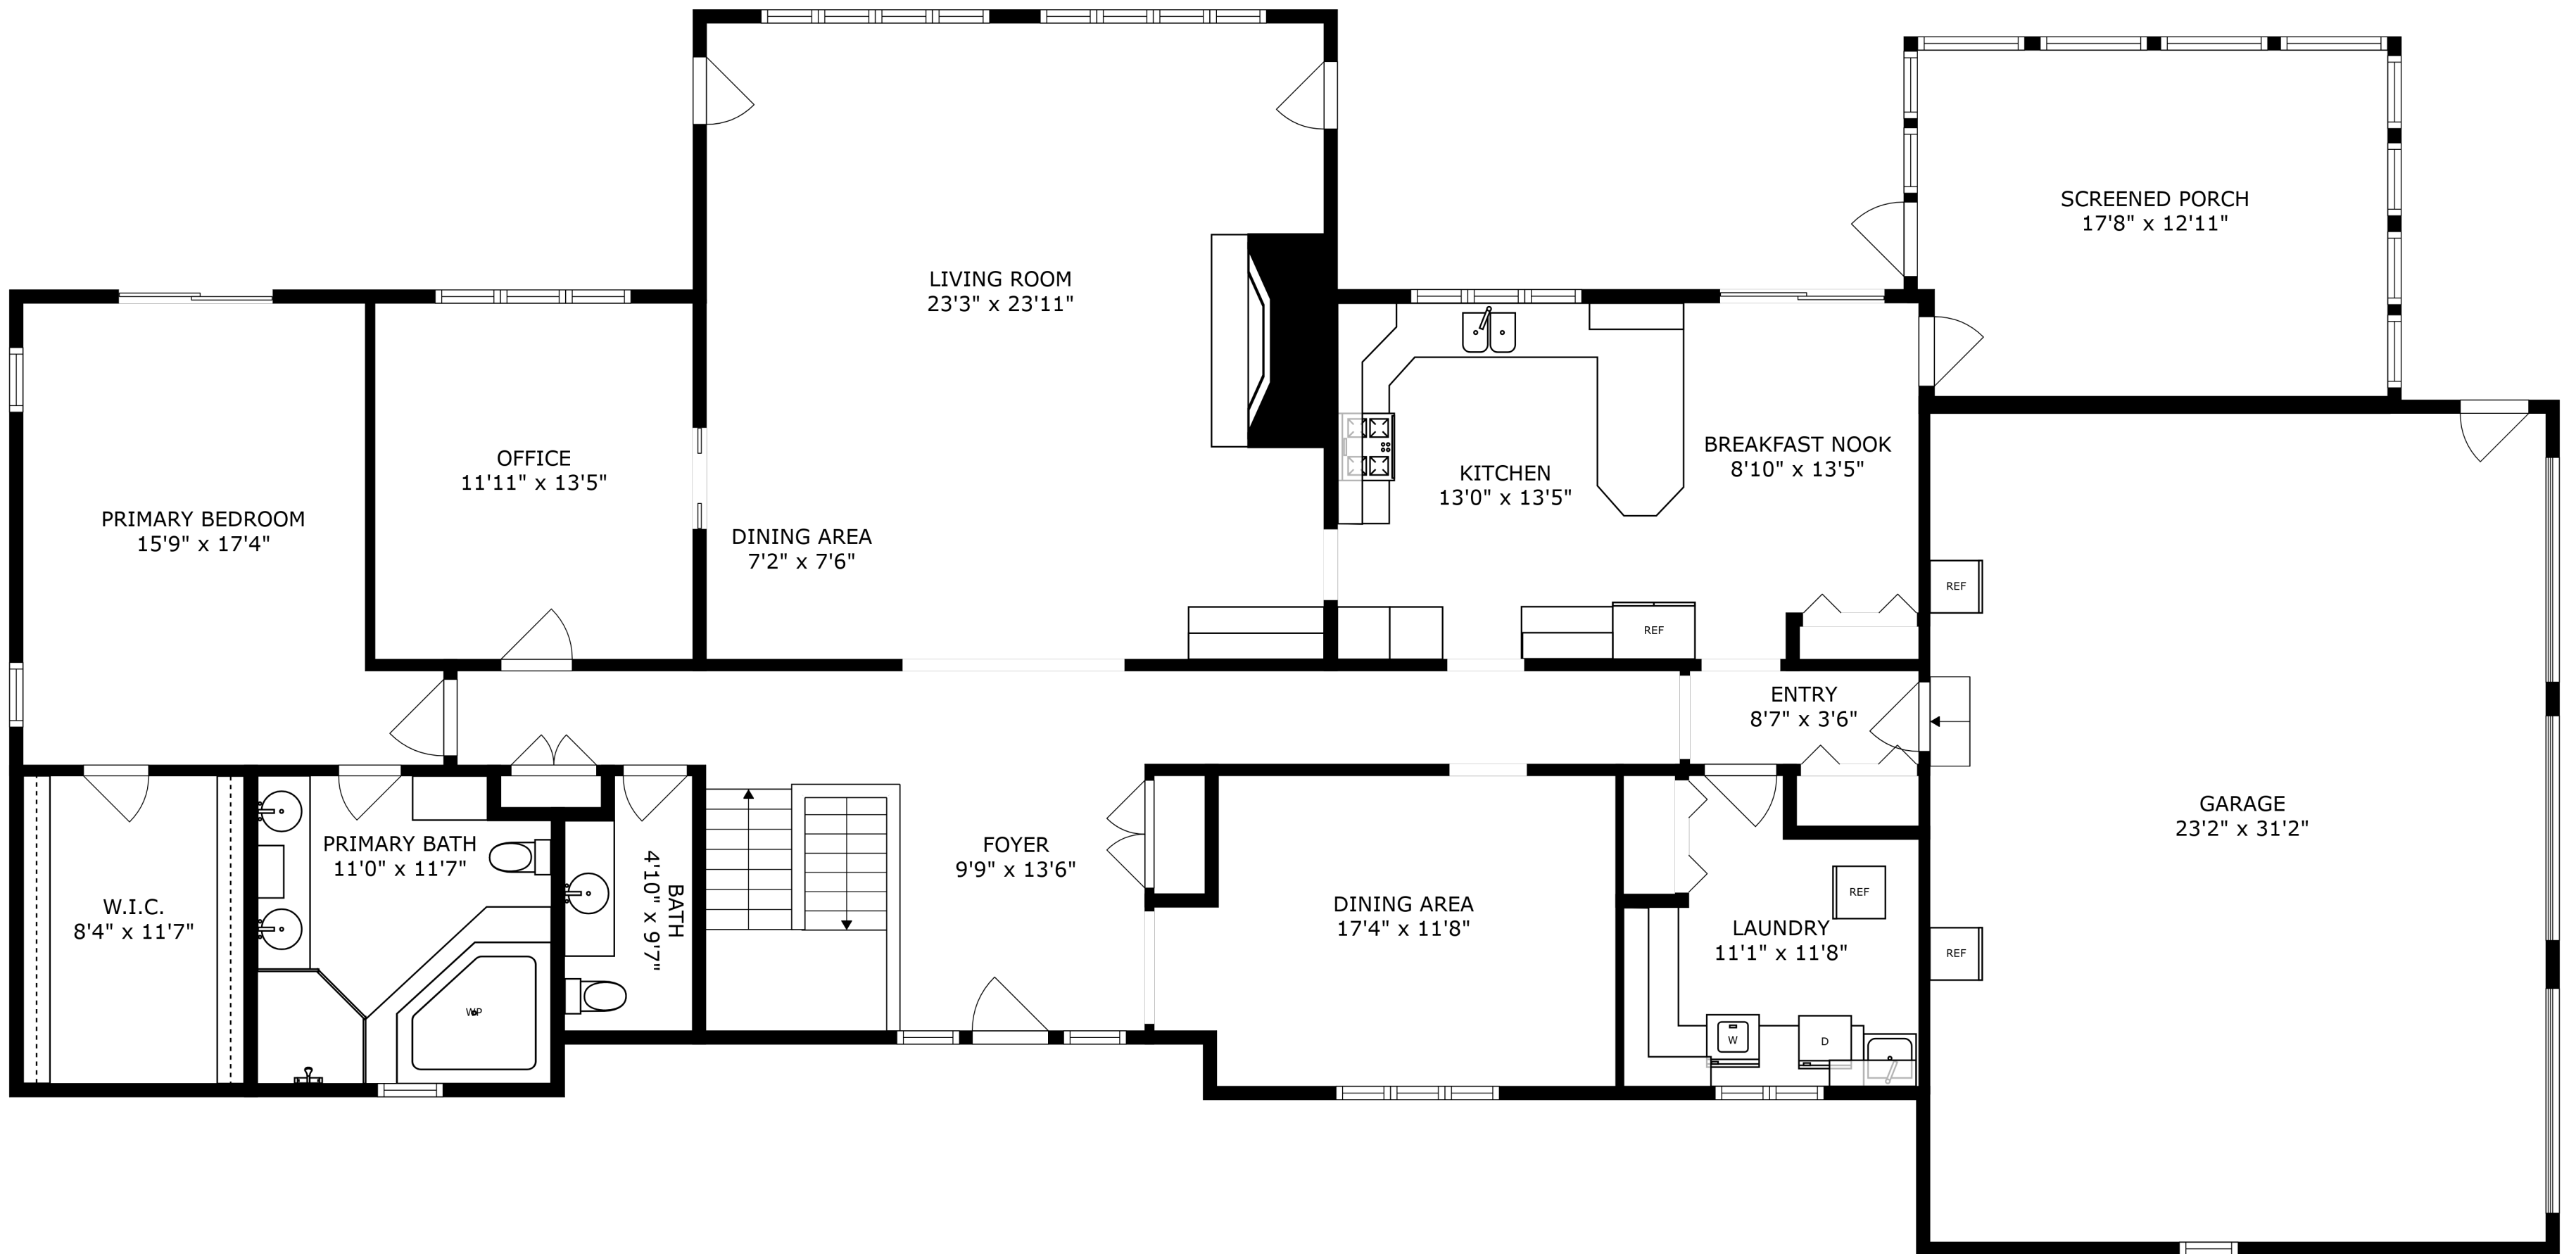 SCREENED PORCH
17'8" x 12'11"
LIVING ROOM
23'3" x 23'11"
OFFICE
11'11" x 13'5"
BREAKFAST NOOK
8'10" x 13'5"
KITCHEN
13'0" x 13'5"
PRIMARY BEDROOM
15'9" x 17'4"
DINING AREA
7'2" x 7'6"
REF
REF
ENTRY
8'7" x 3'6"
GARAGE
23'2" x 31'2"
PRIMARY BATH
11'0" x 11'7"
FOYER
9'9" x 13'6"
BATH
4'10" x 9'7"
W.I.C.
8'4" x 11'7"
DINING AREA
17'4" x 11'8"
REF
LAUNDRY
11'1" x 11'8"
REF
WP
W
D